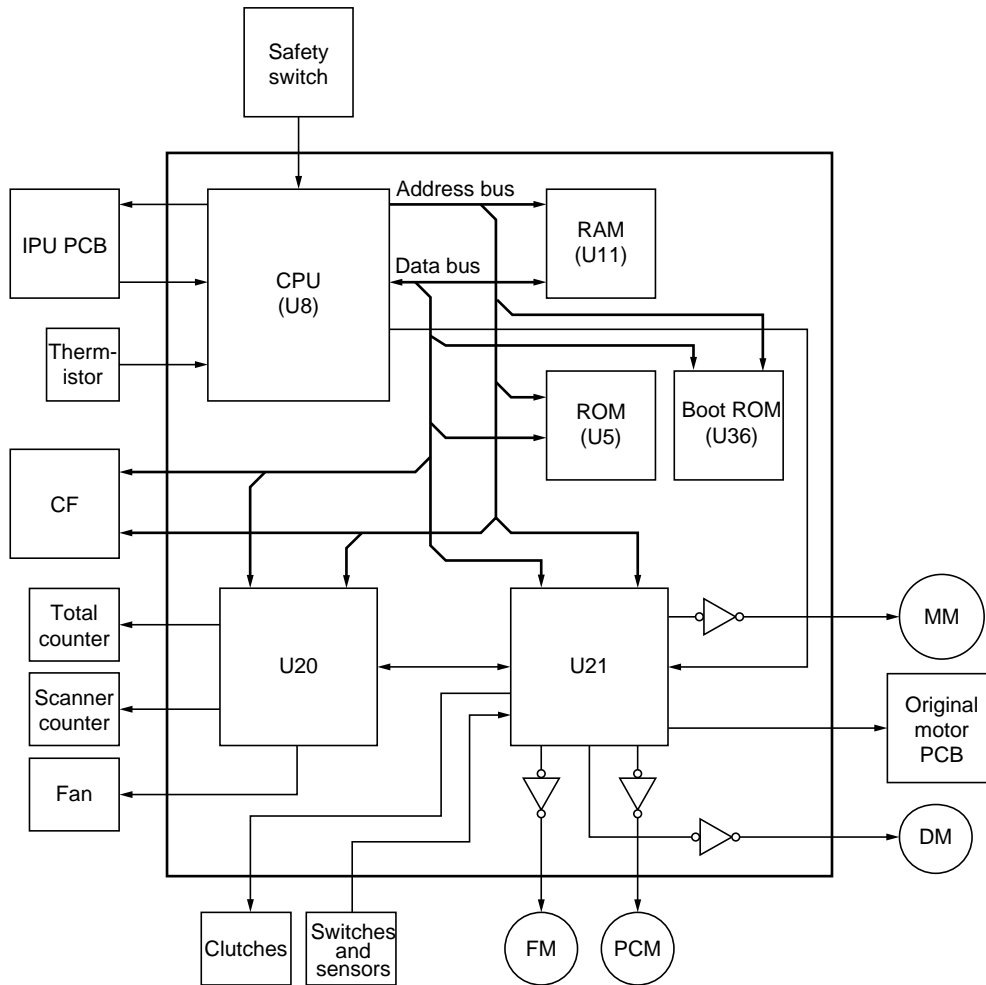 Safety
switch
Address bus
RAM
(U11)
IPU PCB
CPU
(U8)
Data bus
Therm-
istor
ROM
(U5)
Boot ROM
(U36)
CF
Total
counter
U20
U21
MM
Scanner
counter
Original
motor
PCB
Fan
DM
Clutches
Switches
and
sensors
FM
PCM